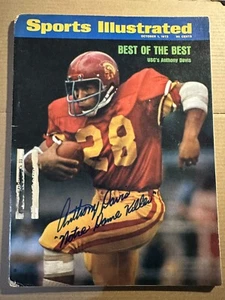 Sports Illustrated
OCTOBER 1, 1973
60 CENTS
BEST OF THE BEST
USC's Anthony Davis
28
Anthony Davis
"Notre Dame Killer"